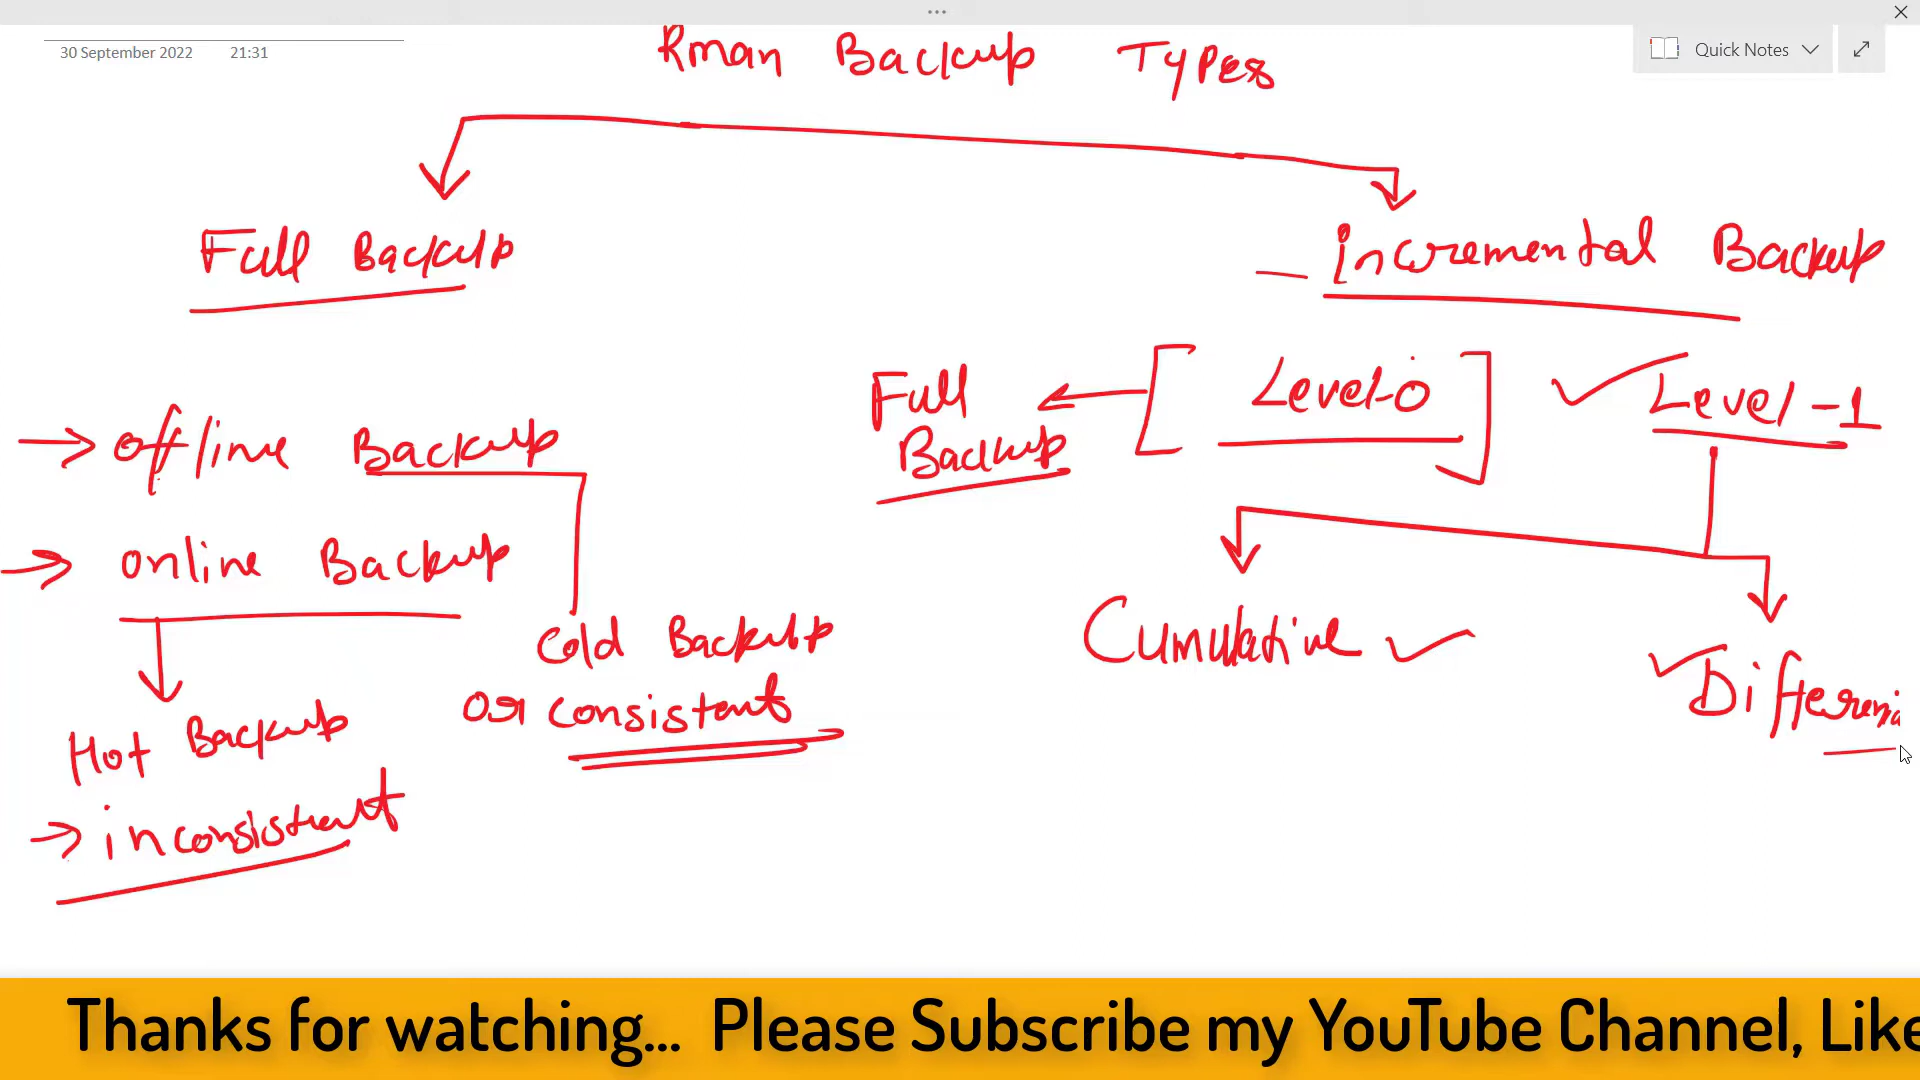 30 September 2022 21:31
Quick Notes
Rman Backup Types
Full Backup
Incremental Backup
Full Backup
Level-0
Level-1
offline Backup
online Backup
Cold Backup
or consistent
Cumulative
Differenia
Hot Backup
inconsistent
Thanks for watching... Please Subscribe my YouTube Channel, Like